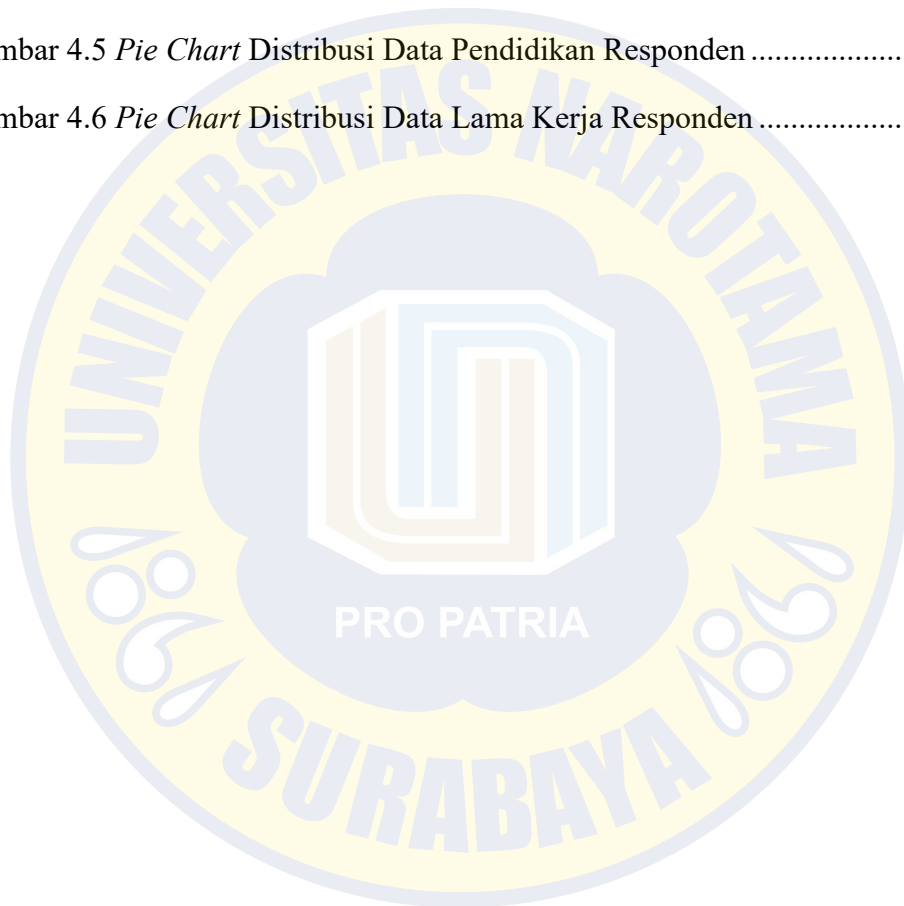 mbar 4.5 Pie Chart Distribusi Data Pendidikan Responden ...................
mbar 4.6 Pie Chart Distribusi Data Lama Kerja Responden ..................
UNIVERSITAS NAROTAMA
PRO PATRIA
SURABAYA